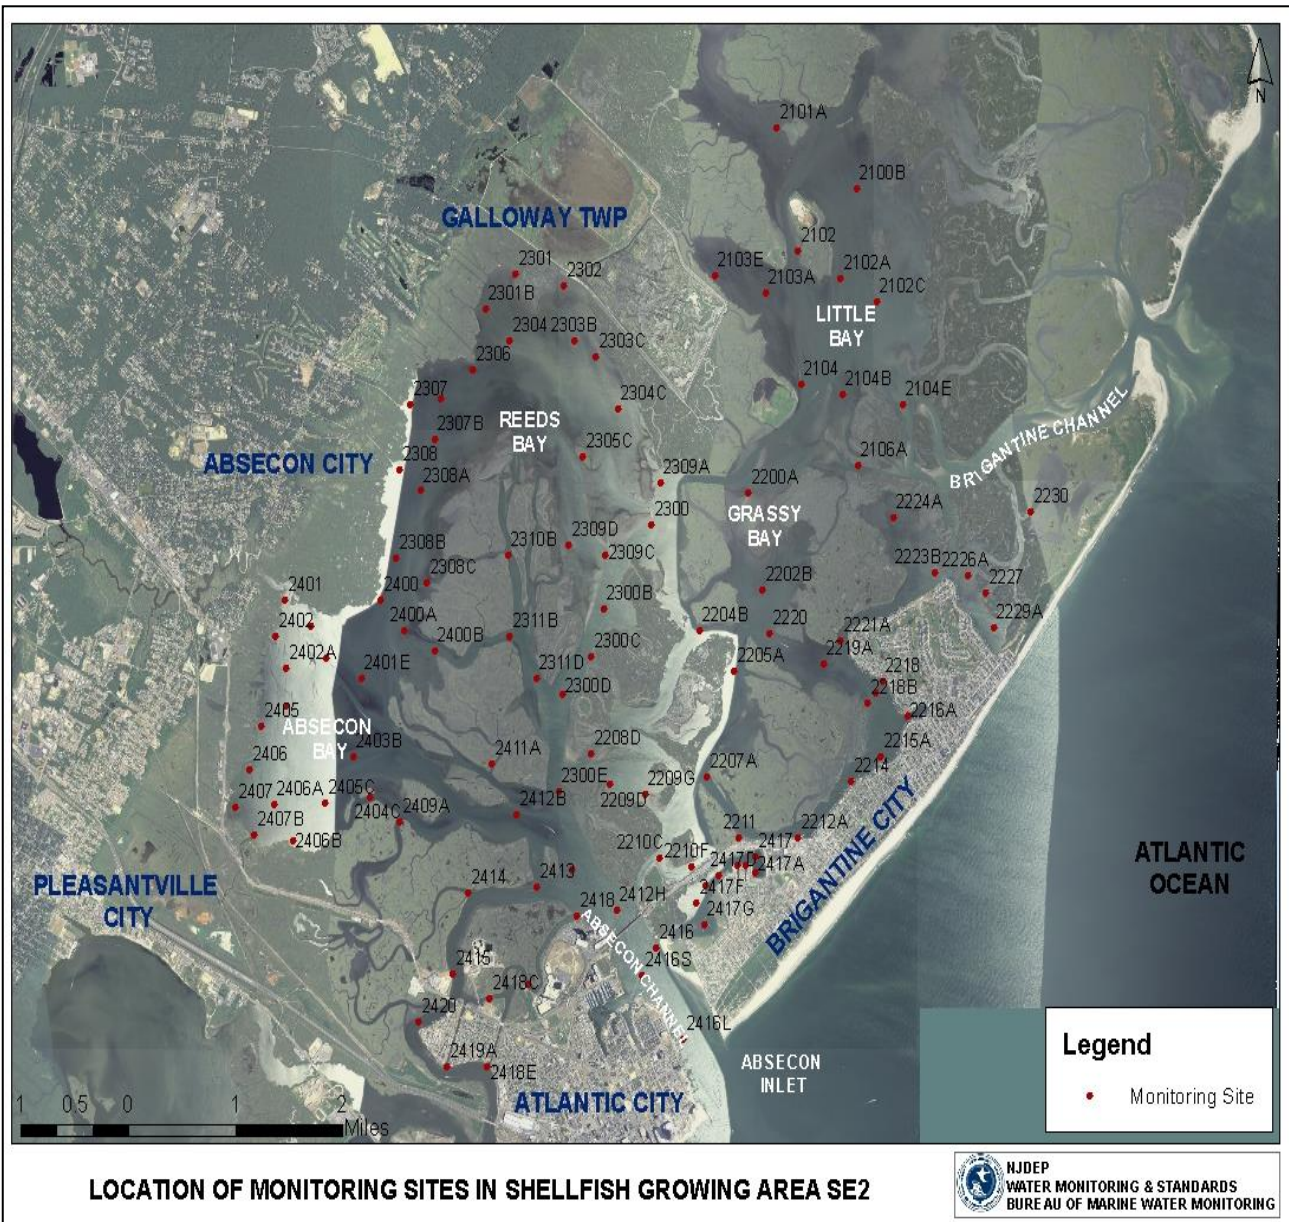 N
2101A
2100B
GALLOWAY TWP
2102
2301
2302
2103E
2103A
2102A
2102C
2301B
LITTLE
BAY
2304
2303B
2303C
2306
2104
2104B
2104E
2307
2304C
REEDS
BAY
2307B
BRIGANTINE CHANNEL
ABSECON CITY
2308
2305C
2106A
2308A
2309A
2200A
2300
GRASSY
BAY
2224A
2230
2308B
2310B
2309D
2309C
2308C
2223B
2226A
2227
2401
2400
2202B
2300B
2229A
2402
2400A
2400B
2311B
2204B
2220
2221A
2402A
2401E
2300C
2311D
2205A
2219A
2218
2300D
2218B
2405
ABSECON
BAY
2216A
2403B
2208D
2215A
2406
2411A
2207A
2214
2407
2406A
2405C
2300E
2209G
2209D
2404C
2409A
2412B
BRIGANTINE CITY
2407B
2406B
2210C
2210F
2211
2417
2212A
2417D
2417A
ATLANTIC
OCEAN
PLEASANTVILLE
CITY
2414
2413
2417F
2418
2412H
2417G
ABSECON CHANNEL
2416
2416S
2415
2418C
2420
2416L
2419A
2418E
ABSECON
INLET
ATLANTIC CITY
Legend
Monitoring Site
1 0.5 0 1 2
Miles
LOCATION OF MONITORING SITES IN SHELLFISH GROWING AREA SE2
NJDEP
WATER MONITORING & STANDARDS
BUREAU OF MARINE WATER MONITORING